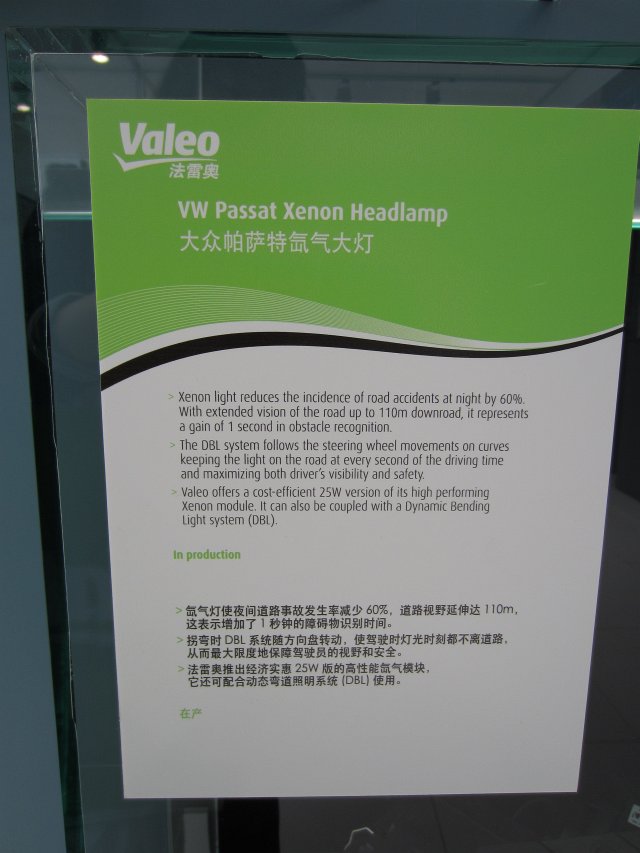 Valeo
法雷奥
VW Passat Xenon Headlamp
大众帕萨特氙气大灯
> Xenon light reduces the incidence of road accidents at night by 60%.
With extended vision of the road up to 110m downroad, it represents
a gain of 1 second in obstacle recognition.
> The DBL system follows the steering wheel movements on curves
keeping the light on the road at every second of the driving time
and maximizing both driver's visibility and safety.
> Valeo offers a cost-efficient 25W version of its high performing
Xenon module. It can also be coupled with a Dynamic Bending
Light system (DBL).
In production
> 氙气灯使夜间道路事故发生率减少 60%，道路视野延伸达 110m，
这表示增加了 1 秒钟的障碍物识别时间。
> 拐弯时 DBL 系统随方向盘转动，使驾驶时灯光时刻都不离道路，
从而最大限度地保障驾驶员的视野和安全。
> 法雷奥推出经济实惠 25W 版的高性能氙气模块，
它还可配合动态弯道照明系统 (DBL) 使用。
在产